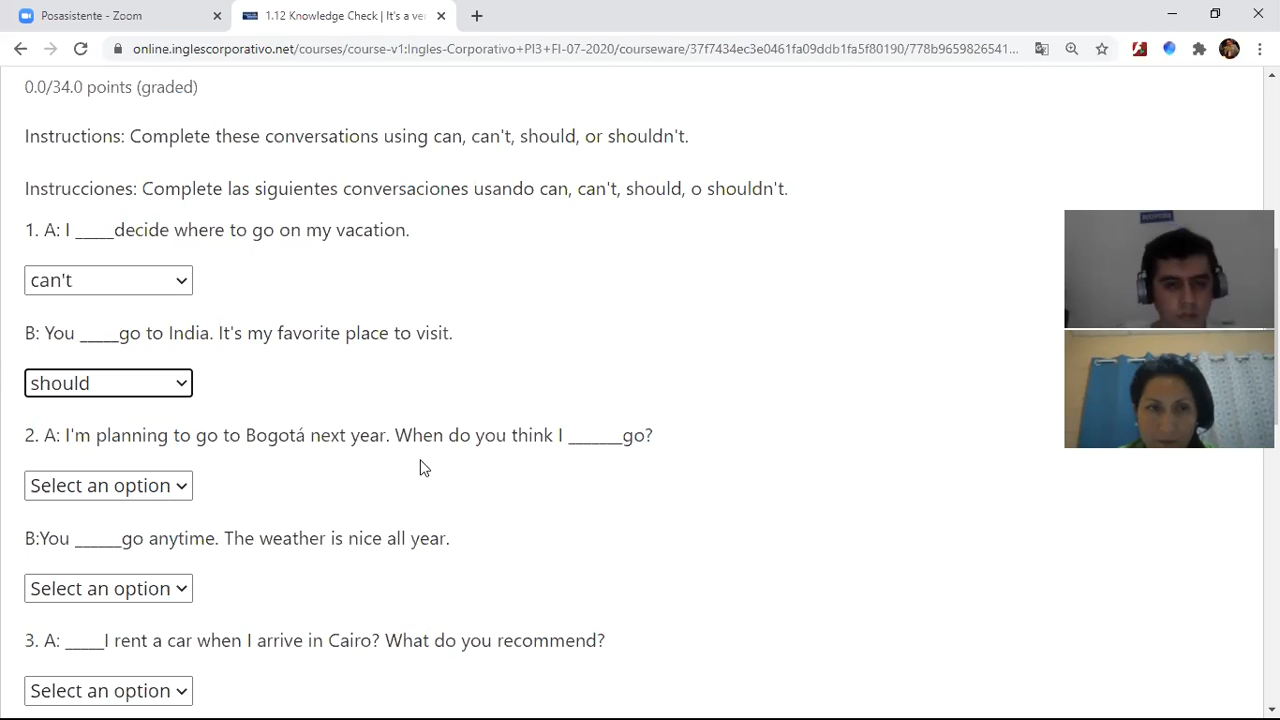 Posasistente - Zoom
1.12 Knowledge Check | It's a ver
online.inglescorporativo.net/courses/course-v1:Ingles-Corporativo+PI3+FI-07-2020/courseware/37f7434ec3e0461fa09ddb1fa5f80190/778b9659826541...
0.0/34.0 points (graded)
Instructions: Complete these conversations using can, can't, should, or shouldn't.
Instrucciones: Complete las siguientes conversaciones usando can, can't, should, o shouldn't.
1. A: I _____decide where to go on my vacation.
can't
B: You _____go to India. It's my favorite place to visit.
should
2. A: I'm planning to go to Bogotá next year. When do you think I _______go?
Select an option
B:You ______go anytime. The weather is nice all year.
Select an option
3. A: _____I rent a car when I arrive in Cairo? What do you recommend?
Select an option